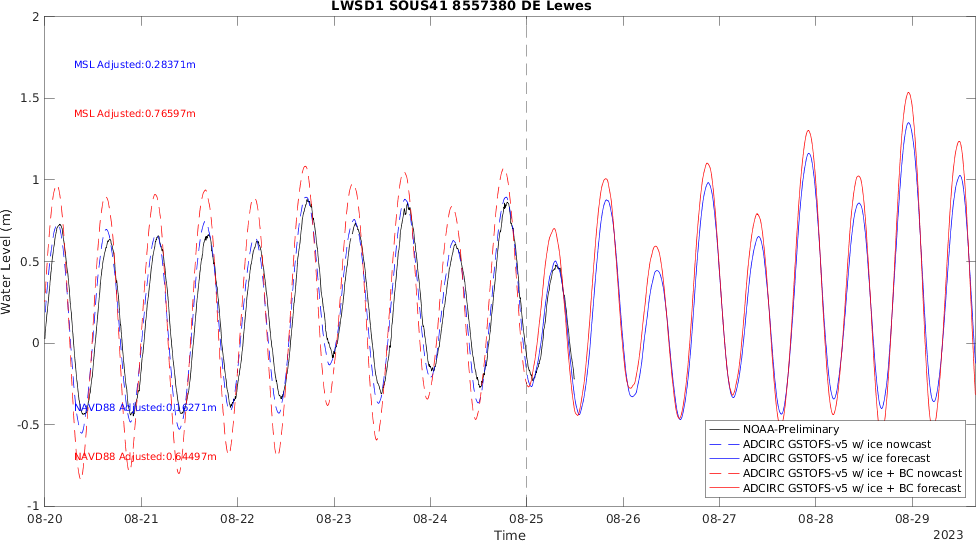 LWSD1 SOUS41 8557380 DE Lewes
2
MSL Adjusted:0.28371m
1.5
MSL Adjusted:0.76597m
1
Water Level (m)
0.5
0
NAVD88 Adjusted:0.16271m
-0.5
NAVD88 Adjusted:0.64497m
-1
NOAA-Preliminary
ADCIRC GSTOFS-v5 w/ ice nowcast
ADCIRC GSTOFS-v5 w/ ice forecast
ADCIRC GSTOFS-v5 w/ ice + BC nowcast
ADCIRC GSTOFS-v5 w/ ice + BC forecast
08-20 08-21 08-22 08-23 08-24 08-25 08-26 08-27 08-28 08-29
Time
2023